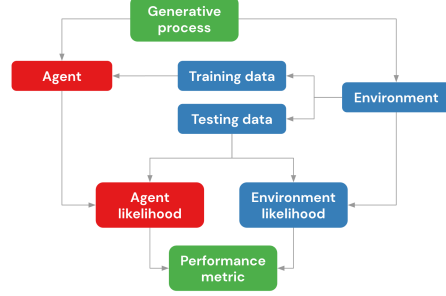 Generative
process
Agent
Training data
Environment
Testing data
Agent
likelihood
Environment
likelihood
Performance
metric